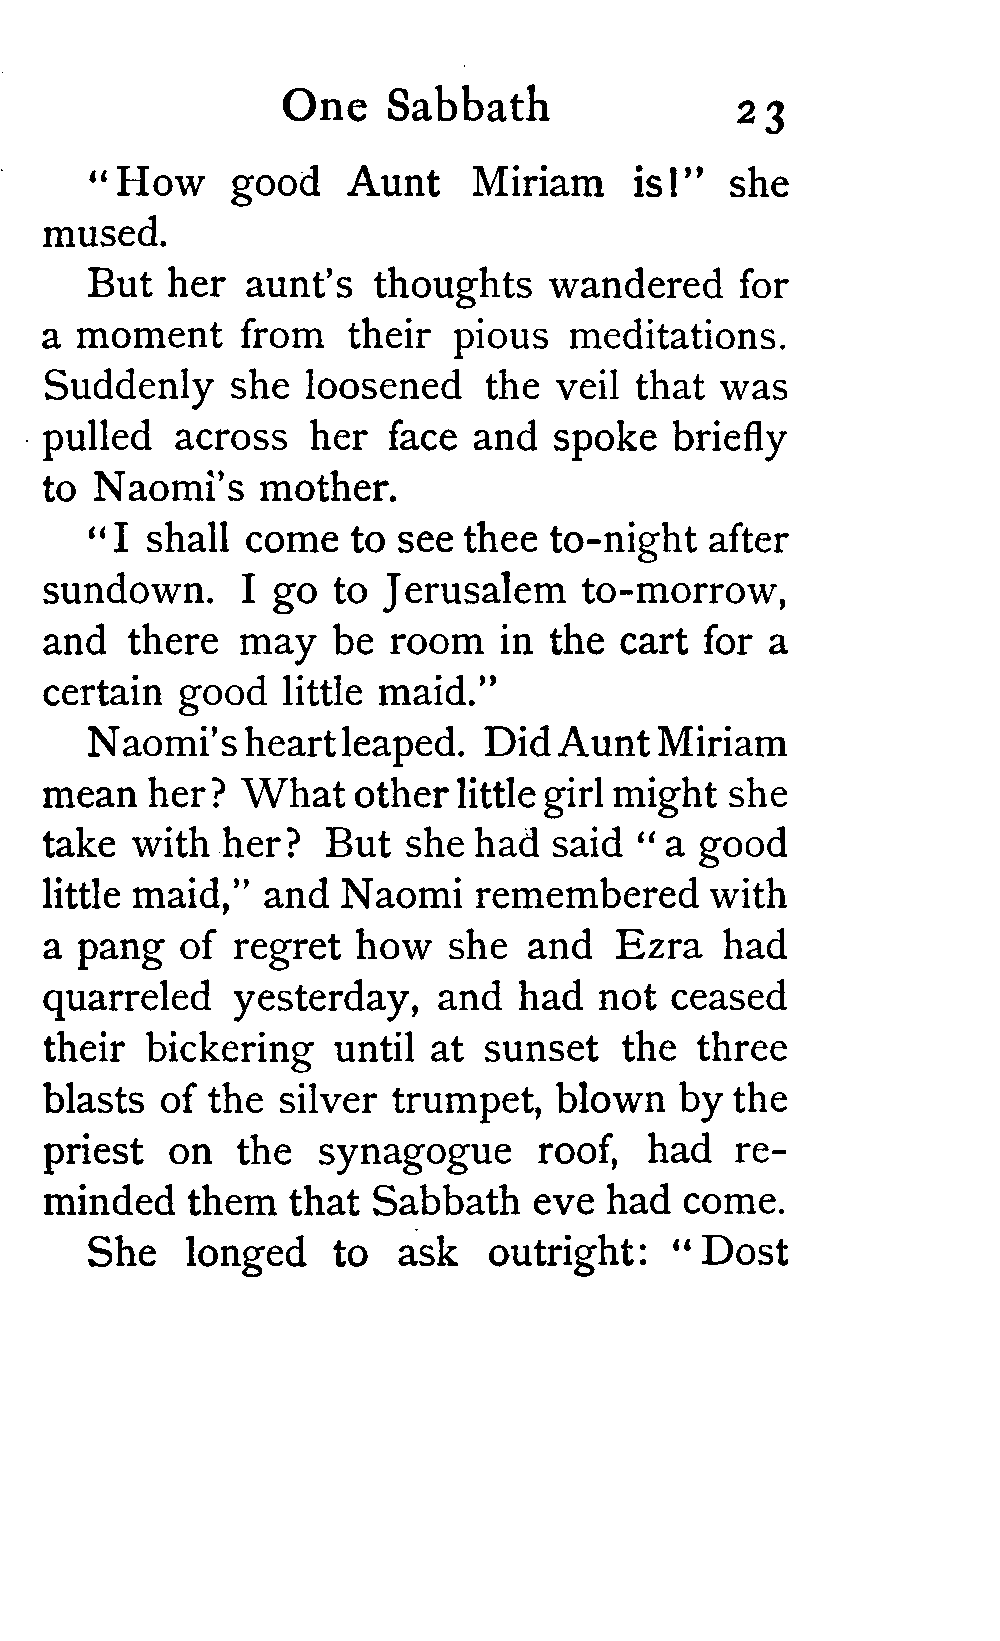 One Sabbath 23
"How good Aunt Miriam is!" she
mused.
But her aunt's thoughts wandered for
a moment from their pious meditations.
Suddenly she loosened the veil that was
pulled across her face and spoke briefly
to Naomi's mother.
"I shall come to see thee to-night after
sundown. I go to Jerusalem to-morrow,
and there may be room in the cart for a
certain good little maid."
Naomi's heart leaped. Did Aunt Miriam
mean her? What other little girl might she
take with her? But she had said "a good
little maid," and Naomi remembered with
a pang of regret how she and Ezra had
quarreled yesterday, and had not ceased
their bickering until at sunset the three
blasts of the silver trumpet, blown by the
priest on the synagogue roof, had re-
minded them that Sabbath eve had come.
She longed to ask outright: "Dost